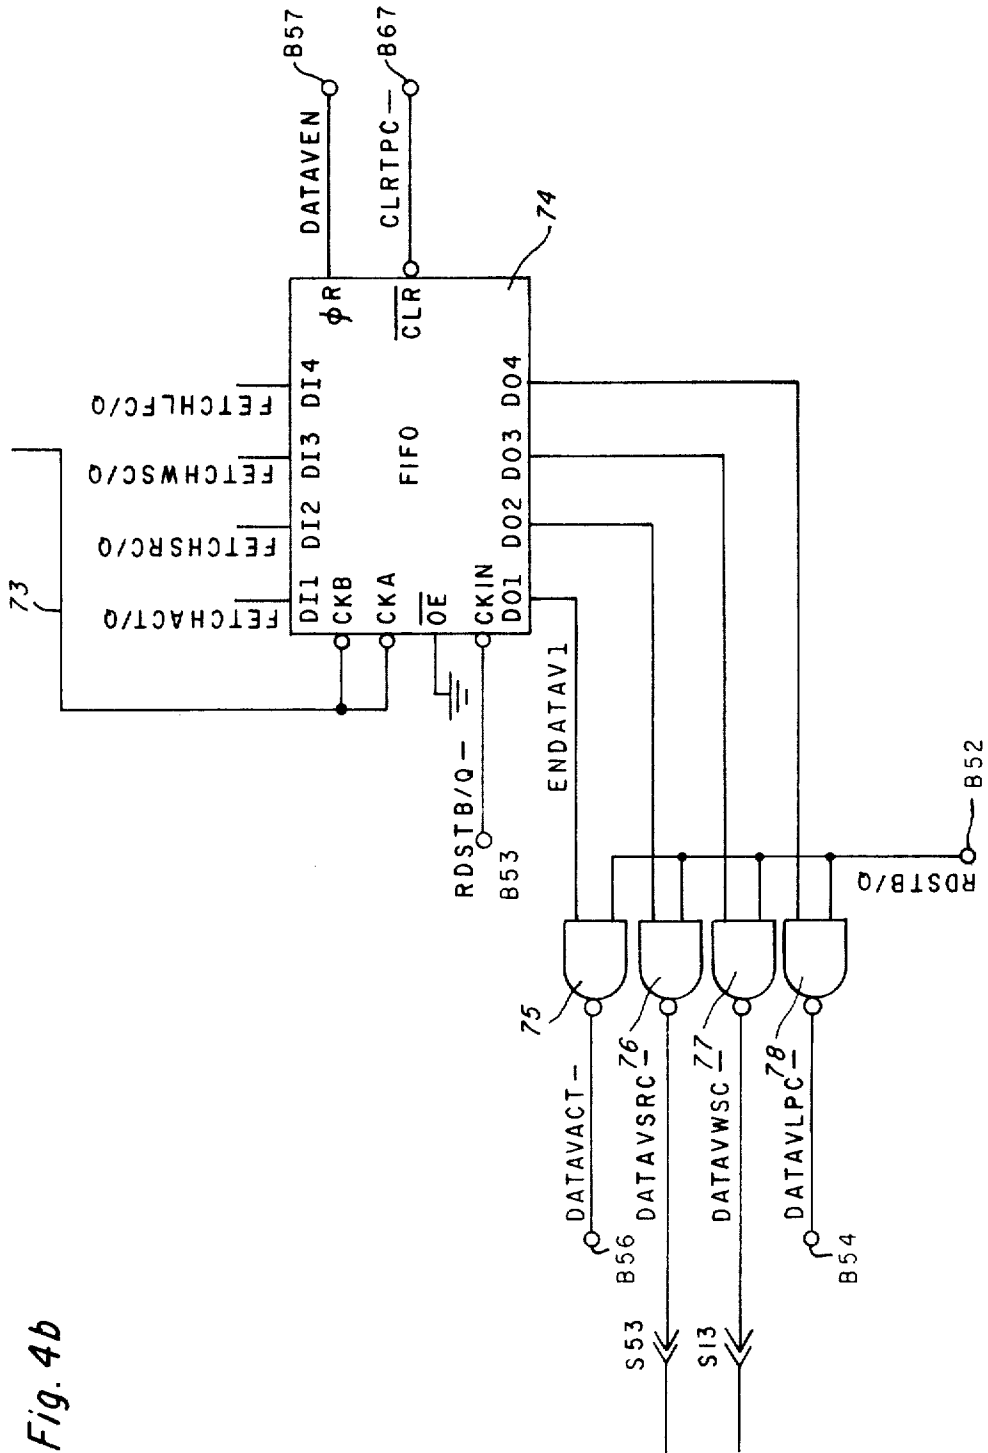 Fig. 4b
73
FETCHACT/Q
FETCHSRC/Q
FETCHWSC/Q
FETCHLFC/Q
DI1
DI2
DI3
DI4
CKB
CKA
OE
CKIN
FIFO
ϕR
CLR
DO1
DO2
DO3
DO4
74
DATAVEN
B57
CLRTPC—
B67
RDSTB/Q—
B53
ENDATAV1
RDSTB/Q
B52
75
76
77
78
DATAVACT—
B56
DATAVSRC—
S53
DATAVWSC—
S13
DATAVLPC—
B54